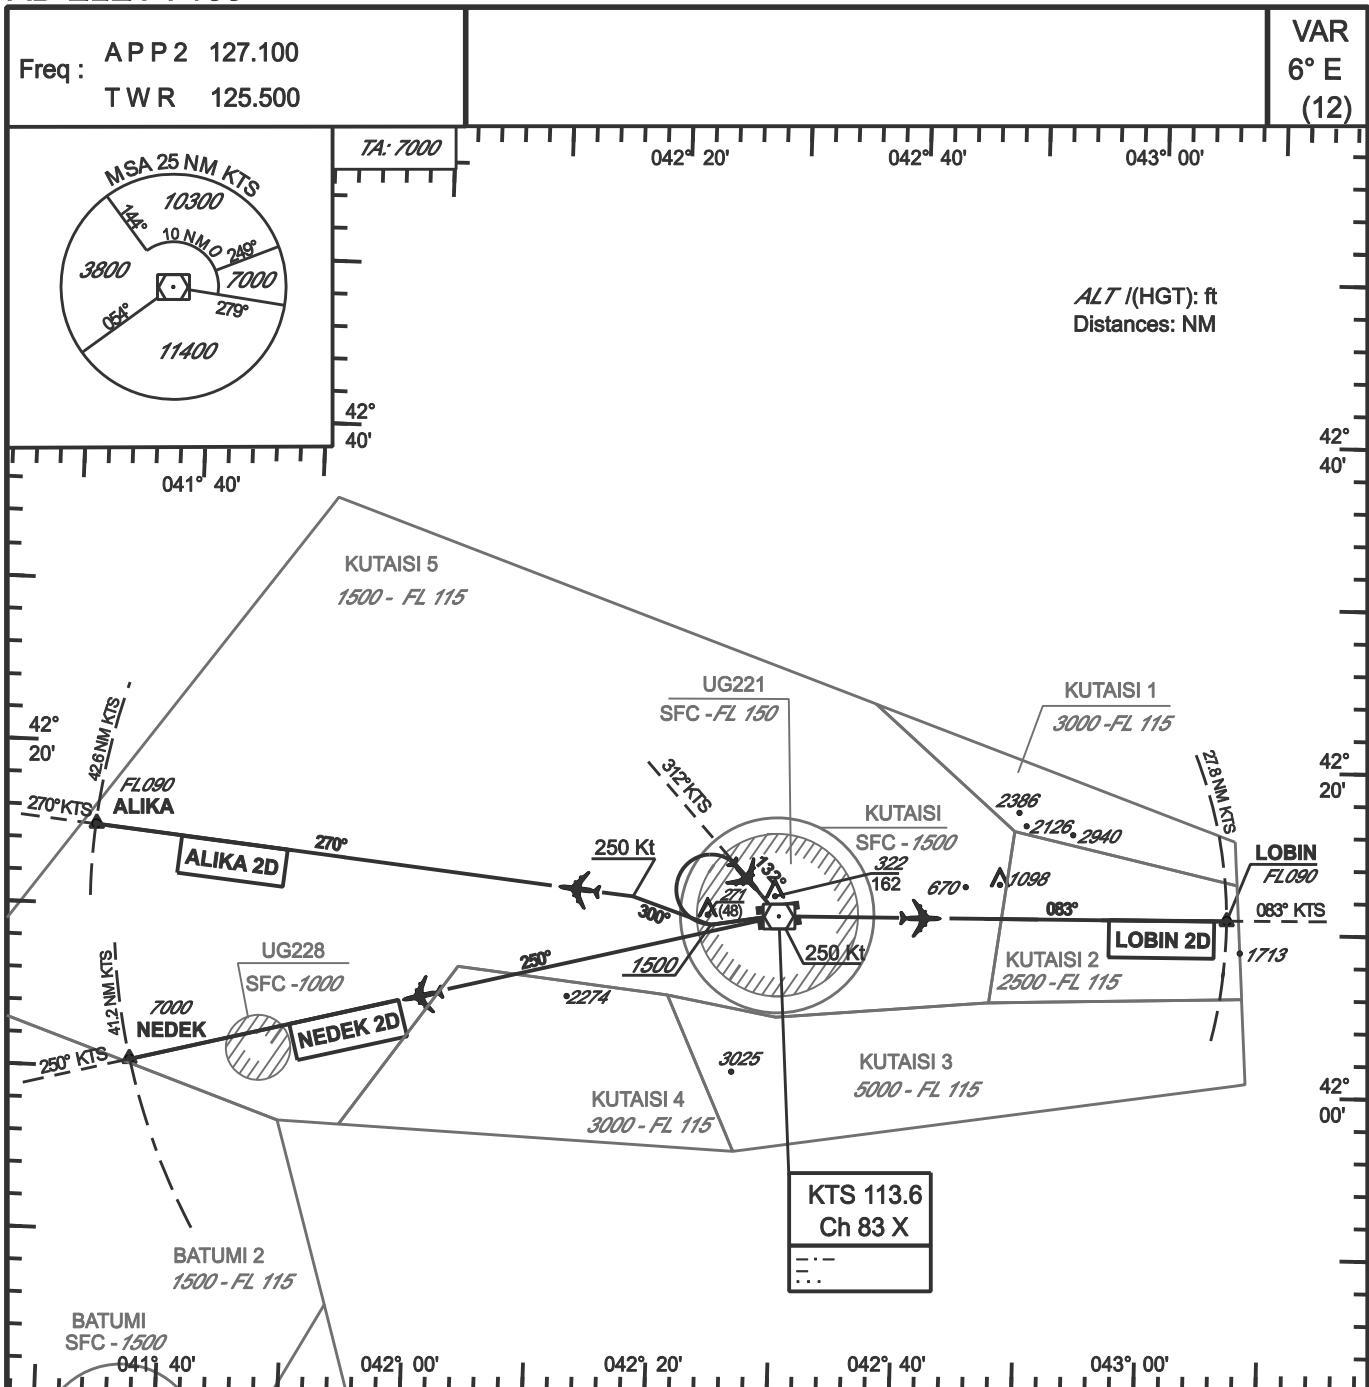 Freq : APP2 127.100
TWR 125.500
VAR
6° E
(12)
TA: 7000
MSA 25 NM KTS
10300
144°
10 NM
249°
3800
7000
279°
054°
11400
042° 20'
042° 40'
043° 00'
ALT /(HGT): ft
Distances: NM
42°
40'
42°
40'
041° 40'
KUTAISI 5
1500 - FL 115
UG221
SFC - FL 150
KUTAISI 1
3000 - FL 115
42°
20'
42°
20'
42.6 NM KTS
FL090
ALIKA
270° KTS
270°
ALIKA 2D
250 Kt
312° KTS
132°
KUTAISI
SFC - 1500
322
162
271
(48)
300°
2386
2126
2940
670
1098
27.8 NM KTS
LOBIN
FL090
083°
083° KTS
LOBIN 2D
1713
KUTAISI 2
2500 - FL 115
250 Kt
1500
250°
UG228
SFC - 1000
2274
41.2 NM KTS
7000
NEDEK
250° KTS
NEDEK 2D
3025
KUTAISI 3
5000 - FL 115
KUTAISI 4
3000 - FL 115
42°
00'
KTS 113.6
Ch 83 X
BATUMI 2
1500 - FL 115
BATUMI
SFC - 1500
041° 40'
042° 00'
042° 20'
042° 40'
043° 00'